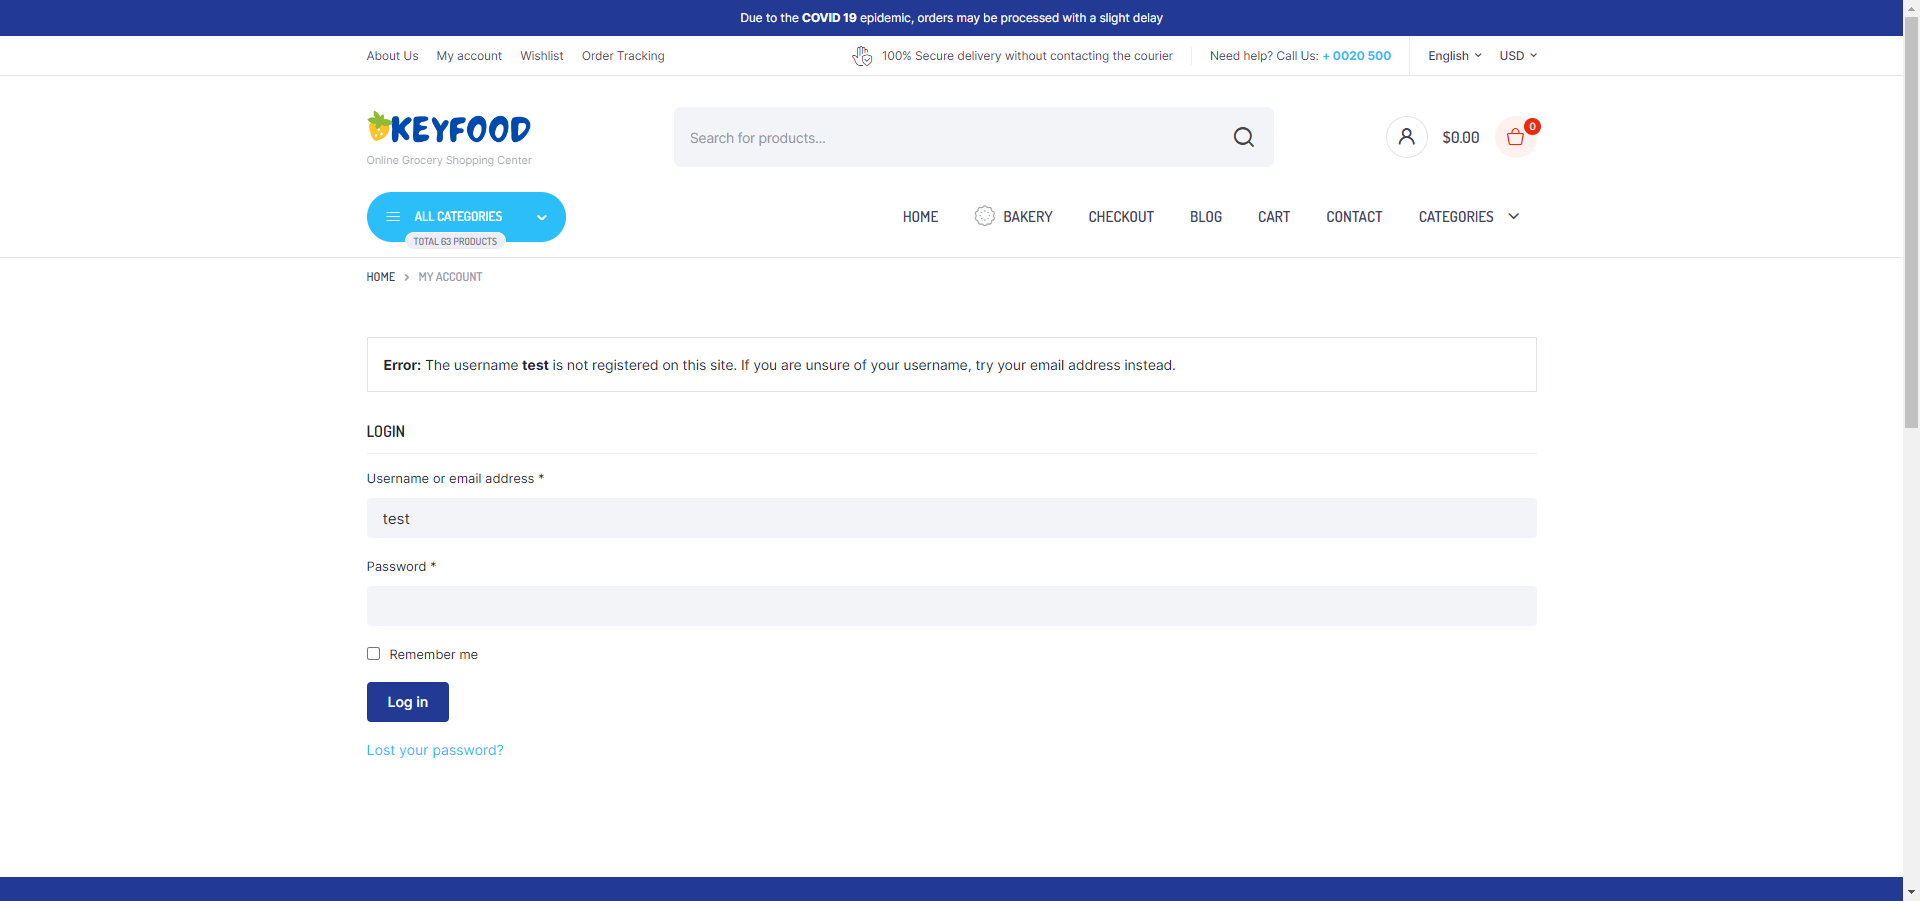 Due to the COVID 19 epidemic, orders may be processed with a slight delay
About Us My account Wishlist Order Tracking 100% Secure delivery without contacting the courier Need help? Call Us: + 0020 500 English USD
KEYFOOD
Online Grocery Shopping Center
Search for products...
$0.00
0
ALL CATEGORIES
TOTAL 63 PRODUCTS
HOME BAKERY CHECKOUT BLOG CART CONTACT CATEGORIES
HOME MY ACCOUNT
Error: The username test is not registered on this site. If you are unsure of your username, try your email address instead.
LOGIN
Username or email address *
test
Password *
Remember me
Log in
Lost your password?